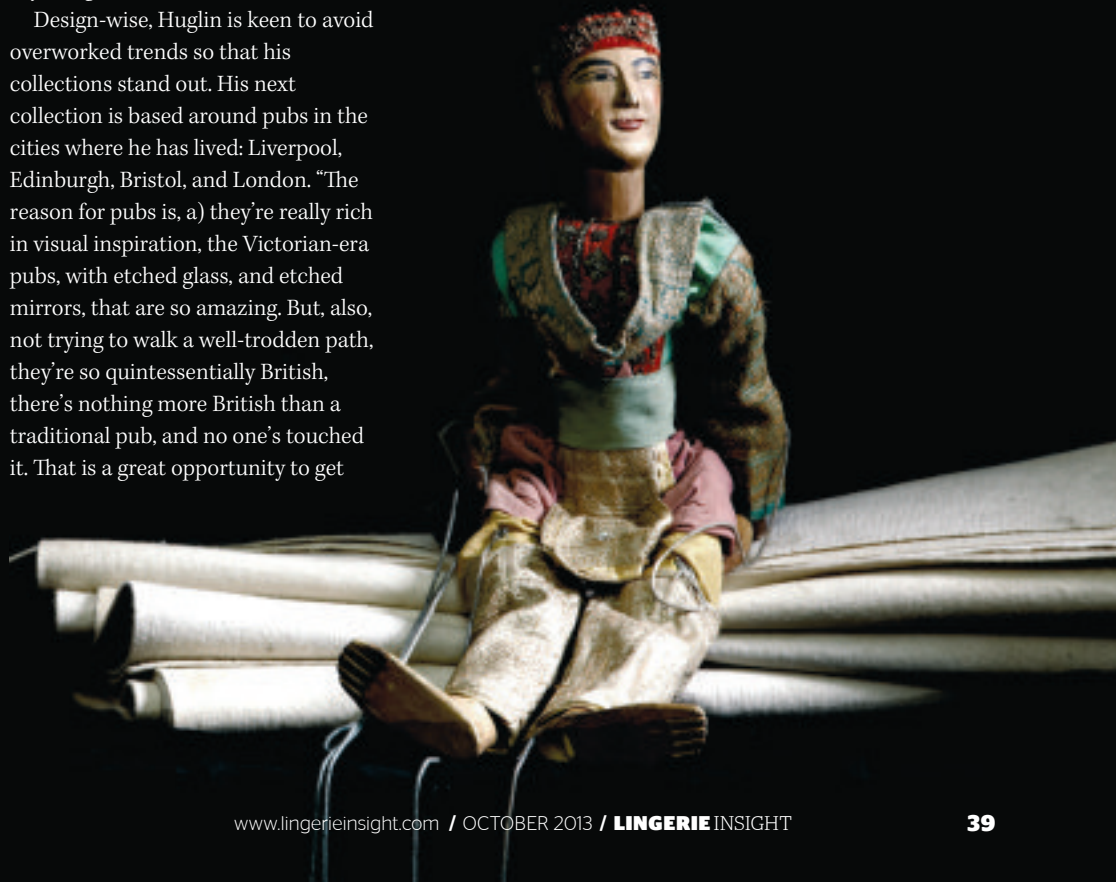 Design-wise, Huglin is keen to avoid
overworked trends so that his
collections stand out. His next
collection is based around pubs in the
cities where he has lived: Liverpool,
Edinburgh, Bristol, and London. “The
reason for pubs is, a) they’re really rich
in visual inspiration, the Victorian-era
pubs, with etched glass, and etched
mirrors, that are so amazing. But, also,
not trying to walk a well-trodden path,
they’re so quintessentially British,
there’s nothing more British than a
traditional pub, and no one’s touched
it. That is a great opportunity to get
www.lingerieinsight.com / OCTOBER 2013 / LINGERIE INSIGHT 39